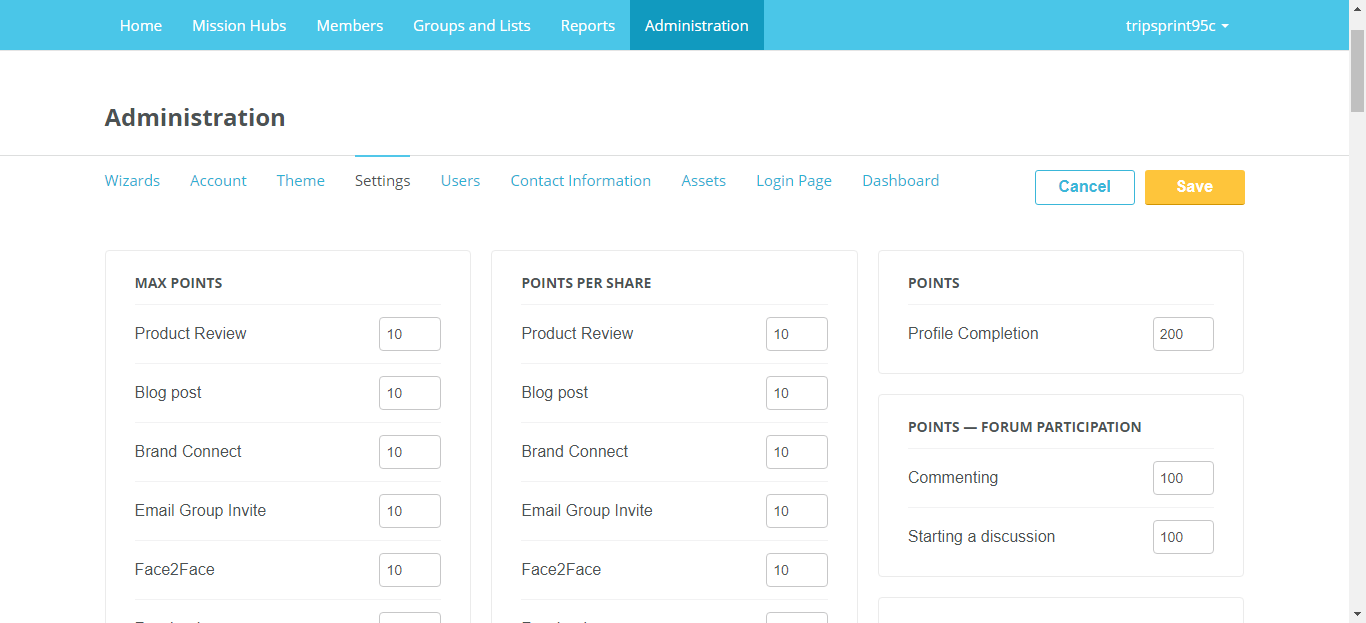 Home Mission Hubs Members Groups and Lists Reports Administration tripsprint95c
Administration
Wizards Account Theme Settings Users Contact Information Assets Login Page Dashboard Cancel Save
MAX POINTS
Product Review 10
Blog post 10
Brand Connect 10
Email Group Invite 10
Face2Face 10
POINTS PER SHARE
Product Review 10
Blog post 10
Brand Connect 10
Email Group Invite 10
Face2Face 10
POINTS
Profile Completion 200
POINTS — FORUM PARTICIPATION
Commenting 100
Starting a discussion 100